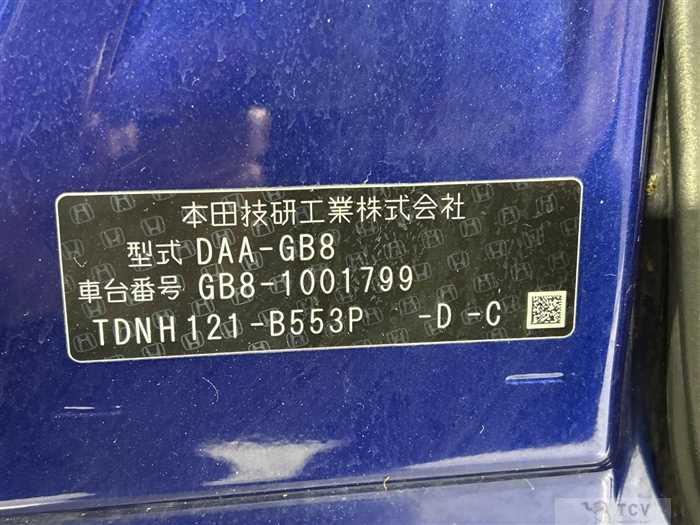 本田技研工業株式会社
型式 DAA-GB8
車台番号 GB8-1001799
TDNH121-B553P -D -C
TCV